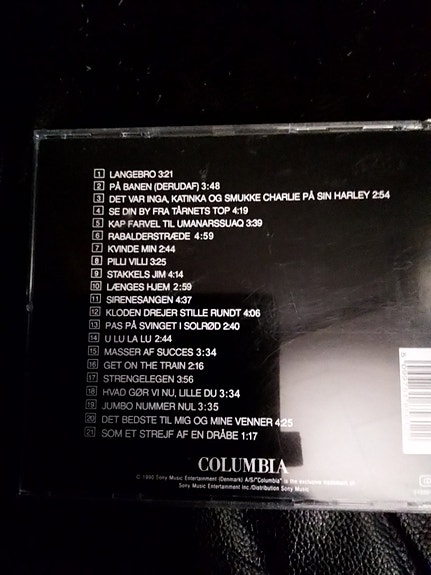 1 LANGEBRO 3:21
2 PÅ BANEN (DERUDAF) 3:48
3 DET VAR INGA, KATINKA OG SMUKKE CHARLIE PÅ SIN HARLEY 2:54
4 SE DIN BY FRA TÅRNETS TOP 4:19
5 KAP FARVEL TIL UMANARSSUAQ 3:39
6 RABALDERSTRÆDE 4:59
7 KVINDE MIN 2:44
8 PILLI VILLI 3:25
9 STAKKELS JIM 4:14
10 LÆNGES HJEM 2:59
11 SIRENESANGEN 4:37
12 KLODEN DREJER STILLE RUNDT 4:06
13 PAS PÅ SVINGET I SOLRØD 2:40
14 U LU LA LU 2:44
15 MASSER AF SUCCES 3:34
16 GET ON THE TRAIN 2:16
17 STRENGELEGEN 3:56
18 HVAD GØR VI NU, LILLE DU 3:34
19 JUMBO NUMMER NUL 3:35
20 DET BEDSTE TIL MIG OG MINE VENNER 4:25
21 SOM ET STREJF AF EN DRÅBE 1:17
COLUMBIA
© 1990 Sony Music Entertainment (Denmark) A/S/"Columbia" is the exclusive trademark of
Sony Music Entertainment Inc./Distribution Sony Music